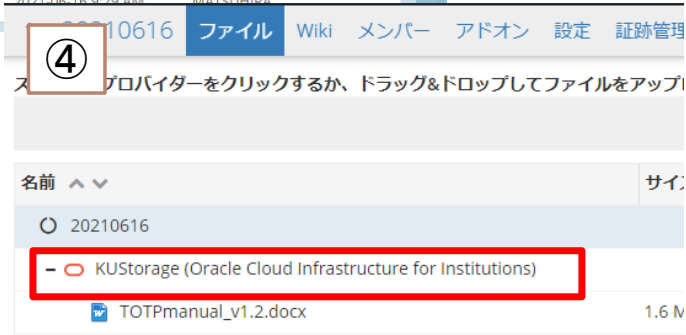 20210616 ファイル Wiki メンバー アドオン 設定 証跡管理
④
プロバイダーをクリックするか、ドラッグ&ドロップしてファイルをアップ
名前 サイズ
20210616
KUStorage (Oracle Cloud Infrastructure for Institutions)
TOTPmanual_v1.2.docx 1.6 M